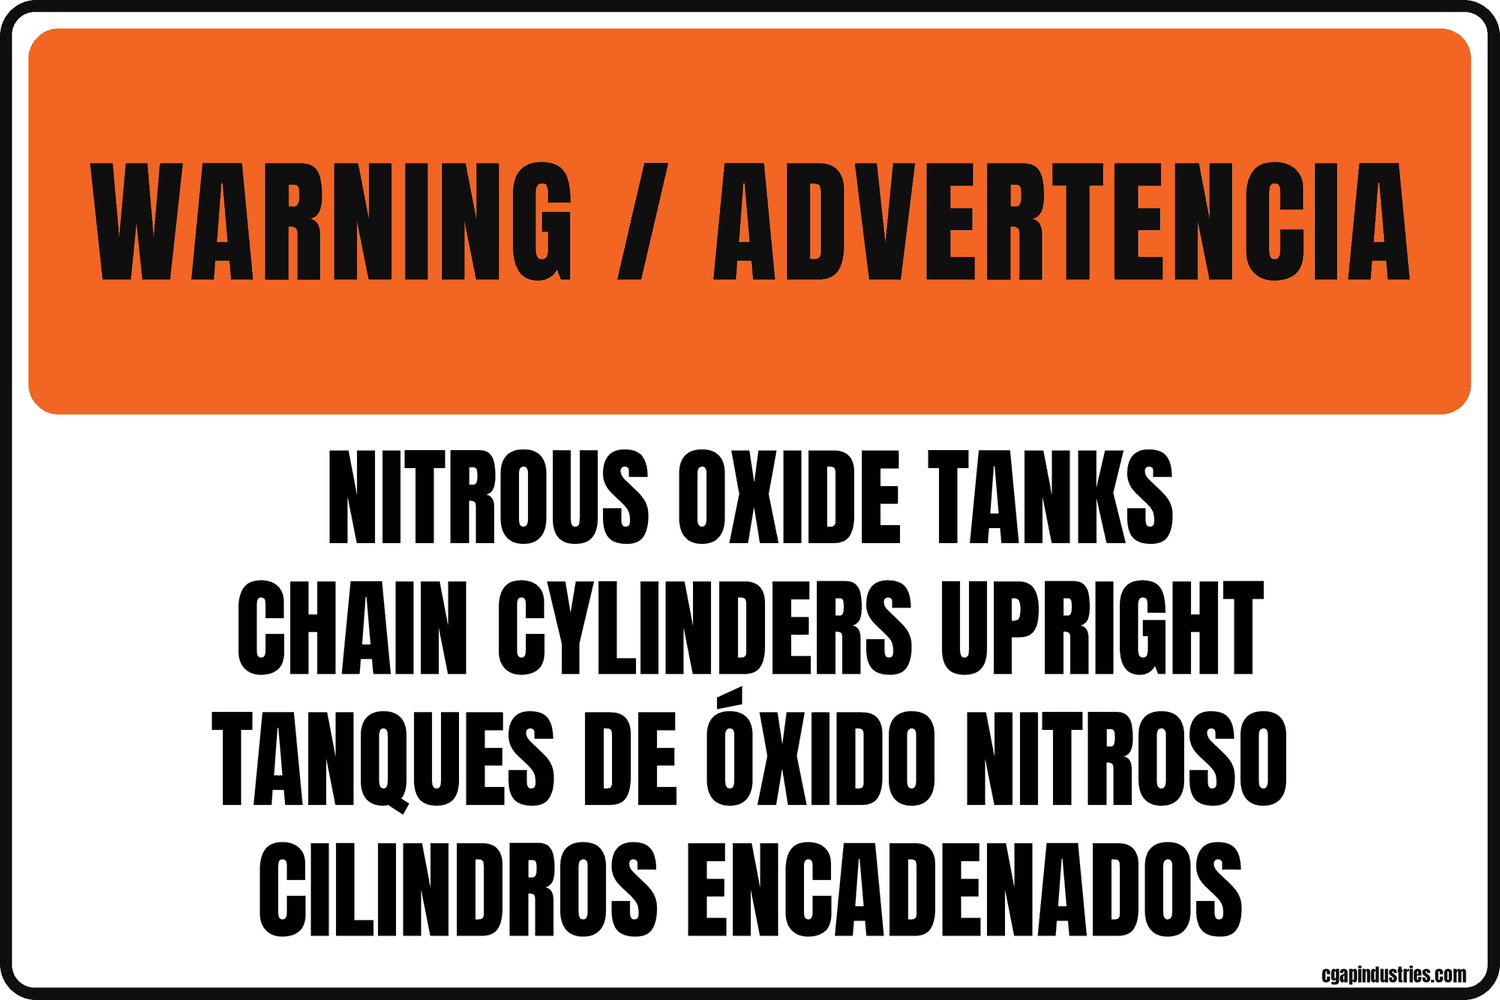 WARNING / ADVERTENCIA
NITROUS OXIDE TANKS
CHAIN CYLINDERS UPRIGHT
TANQUES DE ÓXIDO NITROSO
CILINDROS ENCADENADOS
cgapindustries.com